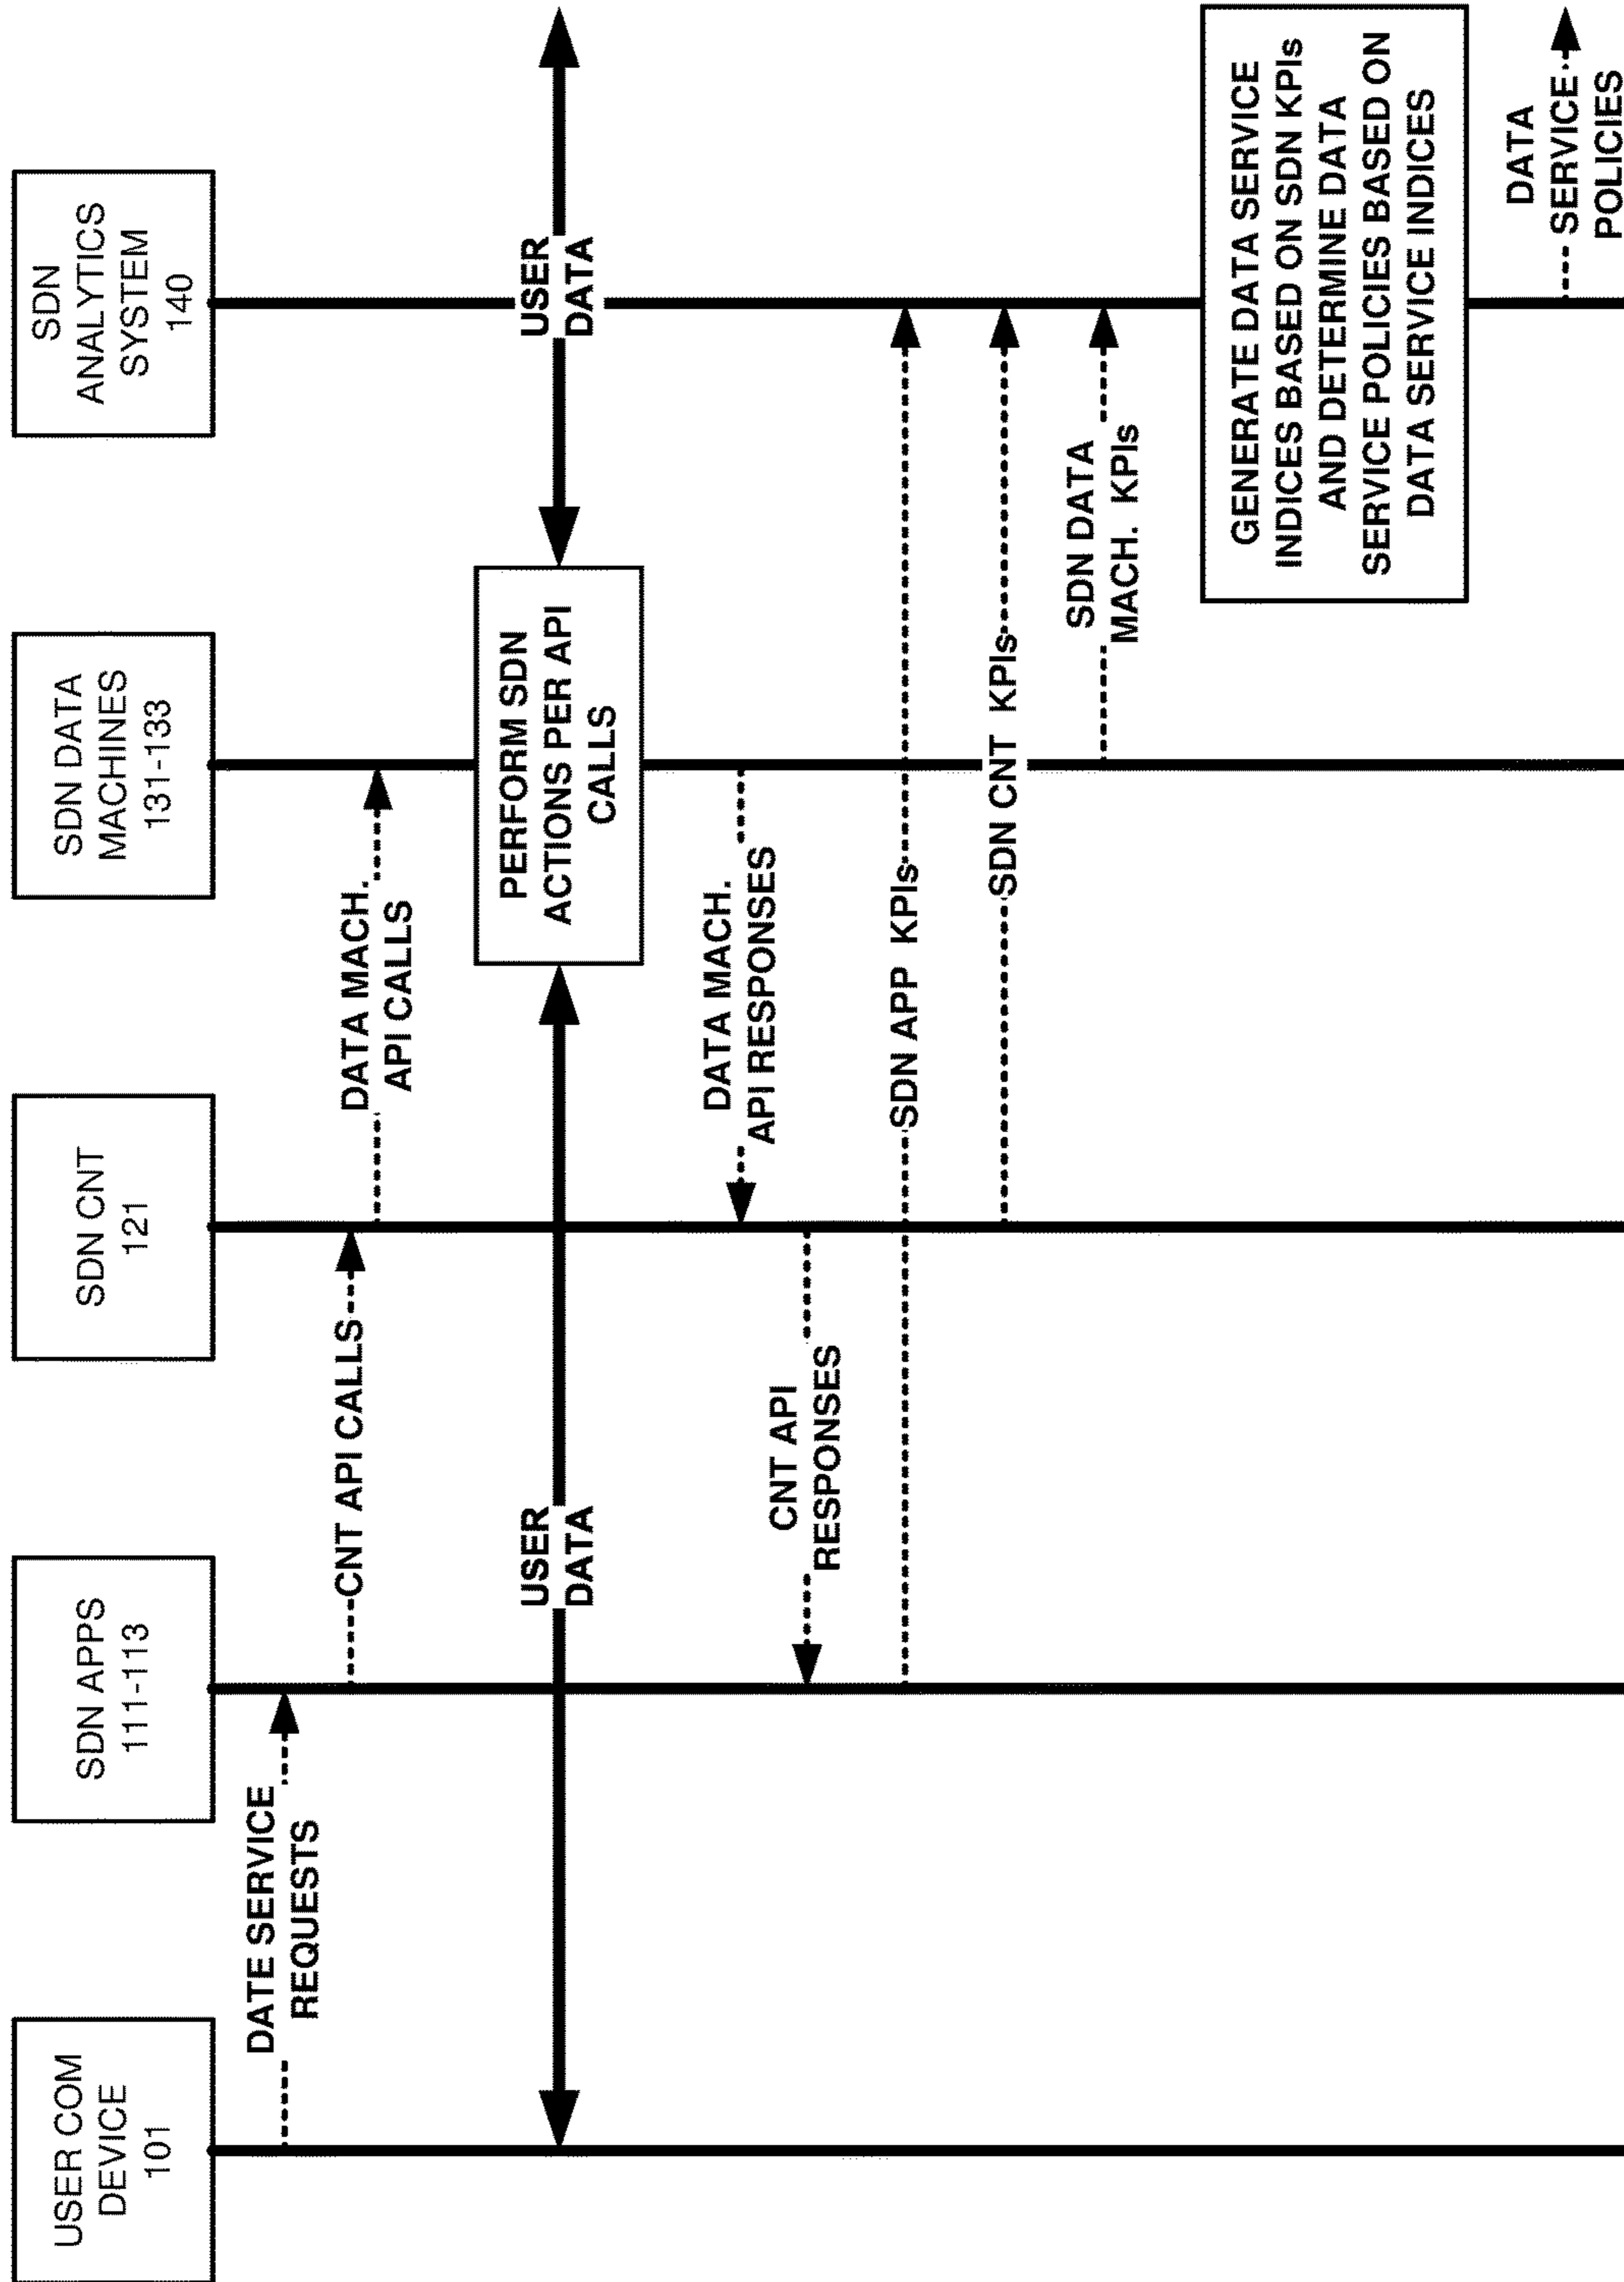 USER COM
DEVICE
101
SDN APPS
111-113
SDN CNT
121
SDN DATA
MACHINES
131-133
SDN
ANALYTICS
SYSTEM
140
DATE SERVICE
REQUESTS
CNT API CALLS
DATA MACH.
API CALLS
USER
DATA
PERFORM SDN
ACTIONS PER API
CALLS
USER
DATA
DATA MACH.
API RESPONSES
CNT API
RESPONSES
SDN APP KPIs
SDN CNT KPIs
SDN DATA
MACH. KPIs
GENERATE DATA SERVICE
INDICES BASED ON SDN KPIs
AND DETERMINE DATA
SERVICE POLICIES BASED ON
DATA SERVICE INDICES
DATA
SERVICE
POLICIES